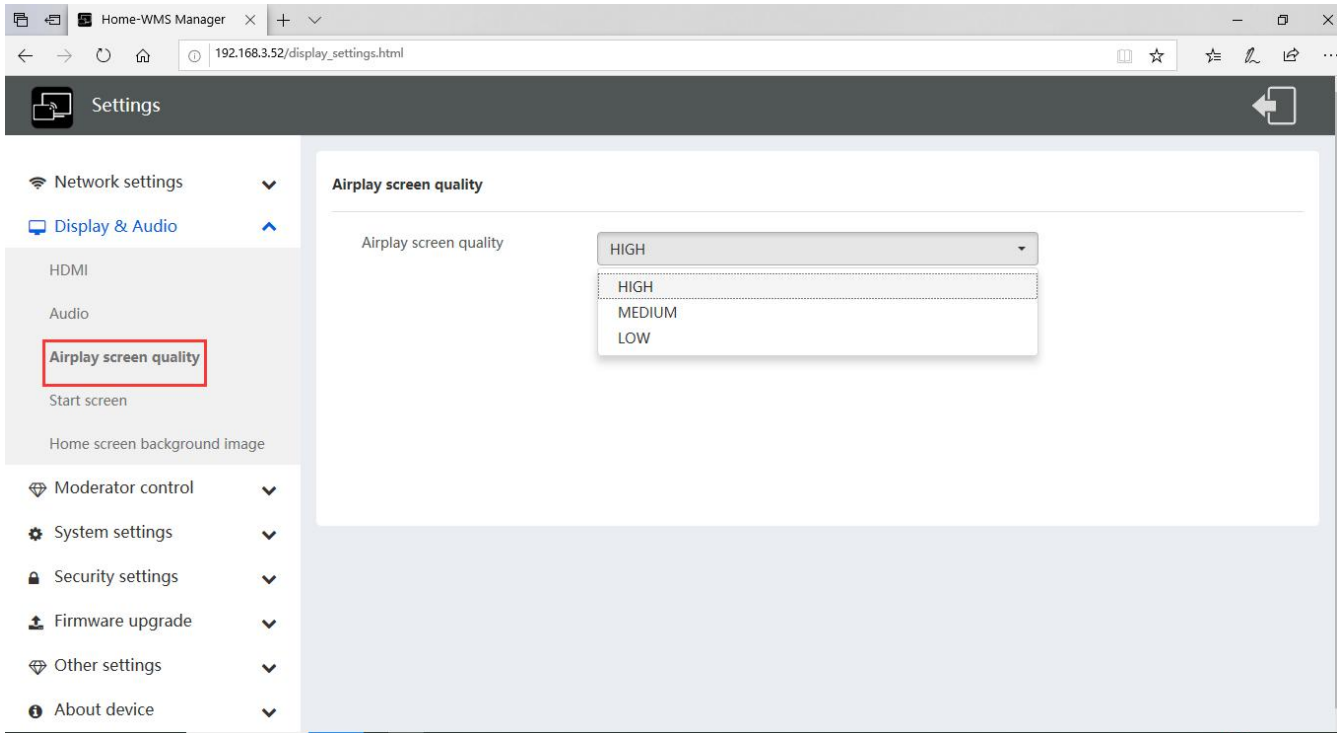 Home-WMS Manager
192.168.3.52/display_settings.html
Settings
Network settings
Display & Audio
HDMI
Audio
Airplay screen quality
Start screen
Home screen background image
Moderator control
System settings
Security settings
Firmware upgrade
Other settings
About device
Airplay screen quality
Airplay screen quality
HIGH
HIGH
MEDIUM
LOW